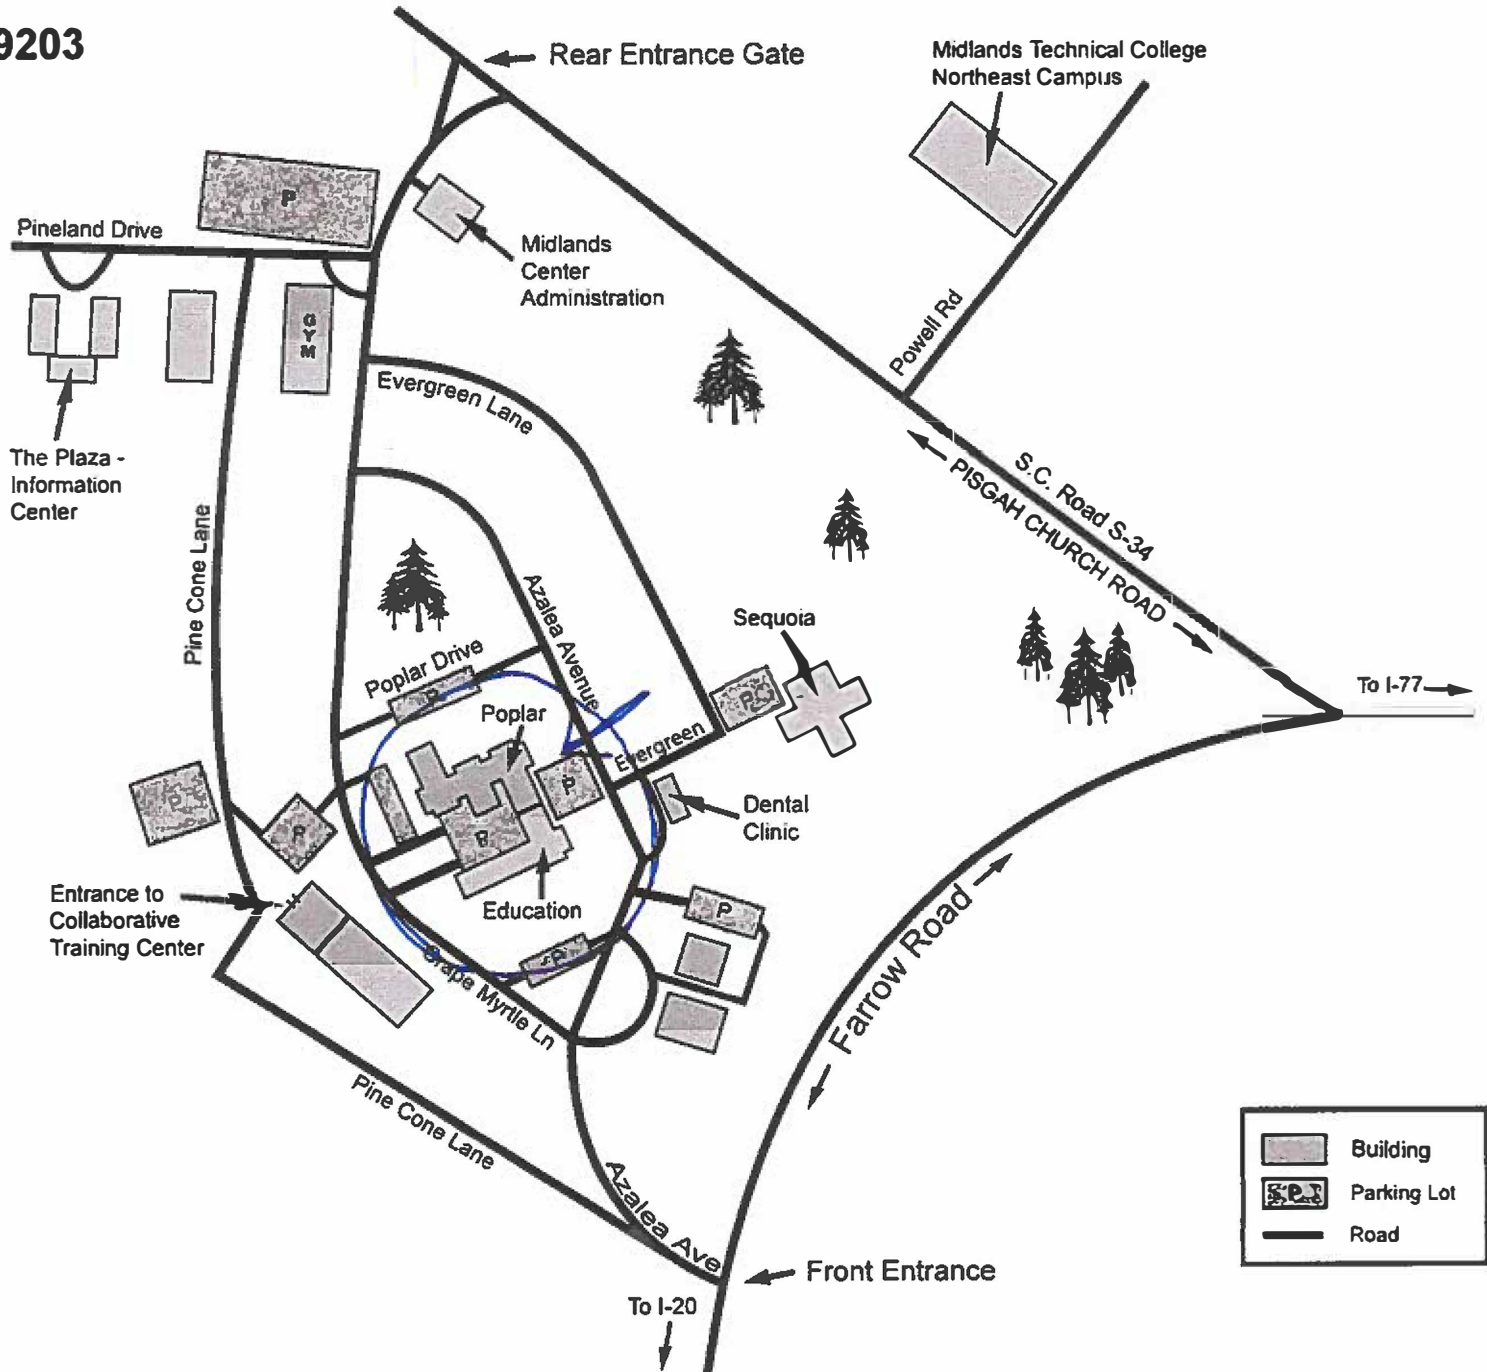 9203
Rear Entrance Gate
Midlands Technical College
Northeast Campus
P
Pineland Drive
Midlands
Center
Administration
GYM
Powell Rd
Evergreen Lane
The Plaza -
Information
Center
S.C. Road S-34
PISGAH CHURCH ROAD
Pine Cone Lane
Azalea Avenue
Sequoia
Poplar Drive
P
To I-77
Poplar
P
Evergreen
P
P
P
P
Dental
Clinic
Entrance to
Collaborative
Training Center
Education
P
P
Crape Myrtle Ln
Farrow Road
Pine Cone Lane
Azalea Ave
Front Entrance
To I-20
Building
P
Parking Lot
Road